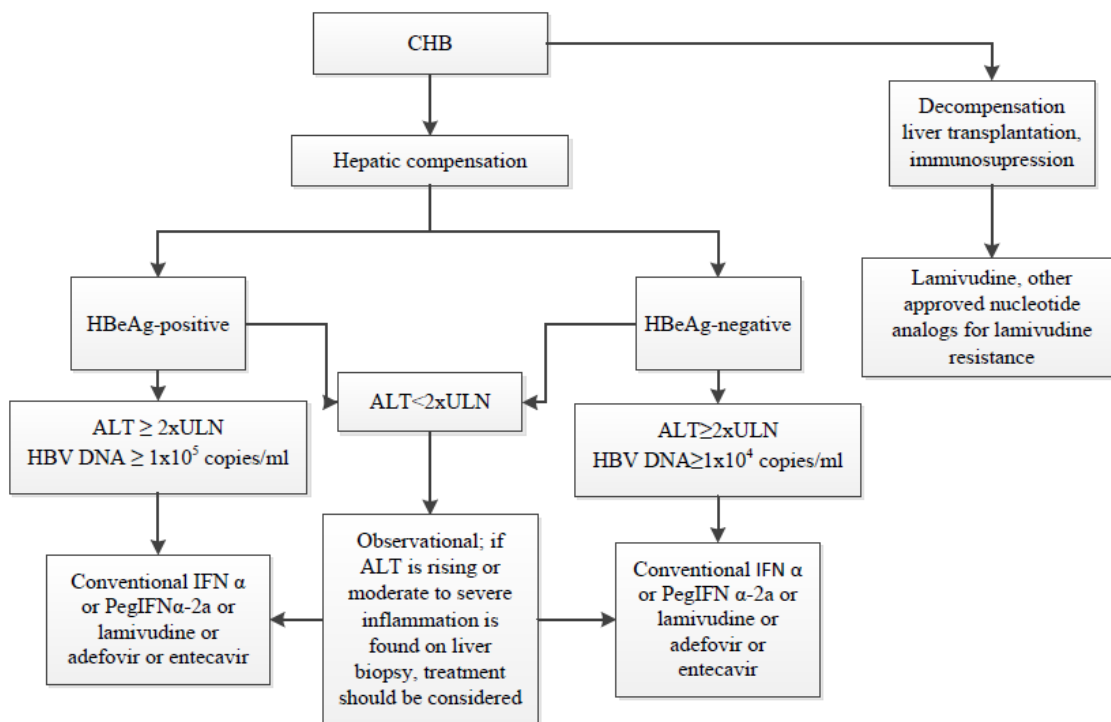 CHB
Decompensation
liver transplantation,
immunosupression
Hepatic compensation
Lamivudine, other
approved nucleotide
analogs for lamivudine
resistance
HBeAg-positive
HBeAg-negative
ALT<2xULN
ALT ≥ 2xULN
HBV DNA ≥ 1x10⁵ copies/ml
ALT≥2xULN
HBV DNA≥1x10⁴ copies/ml
Conventional IFN α
or PegIFNα-2a or
lamivudine or
adefovir or entecavir
Observational; if
ALT is rising or
moderate to severe
inflammation is
found on liver
biopsy, treatment
should be considered
Conventional IFN α
or PegIFN α-2a or
lamivudine or
adefovir or
entecavir